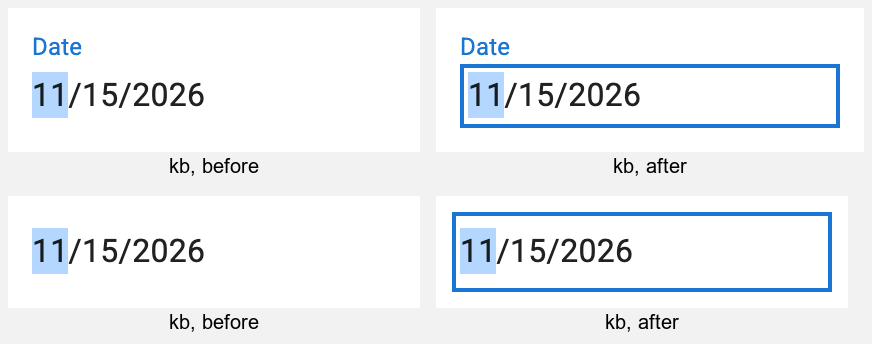 Date
11/15/2026
kb, before
Date
11/15/2026
kb, after
11/15/2026
kb, before
11/15/2026
kb, after